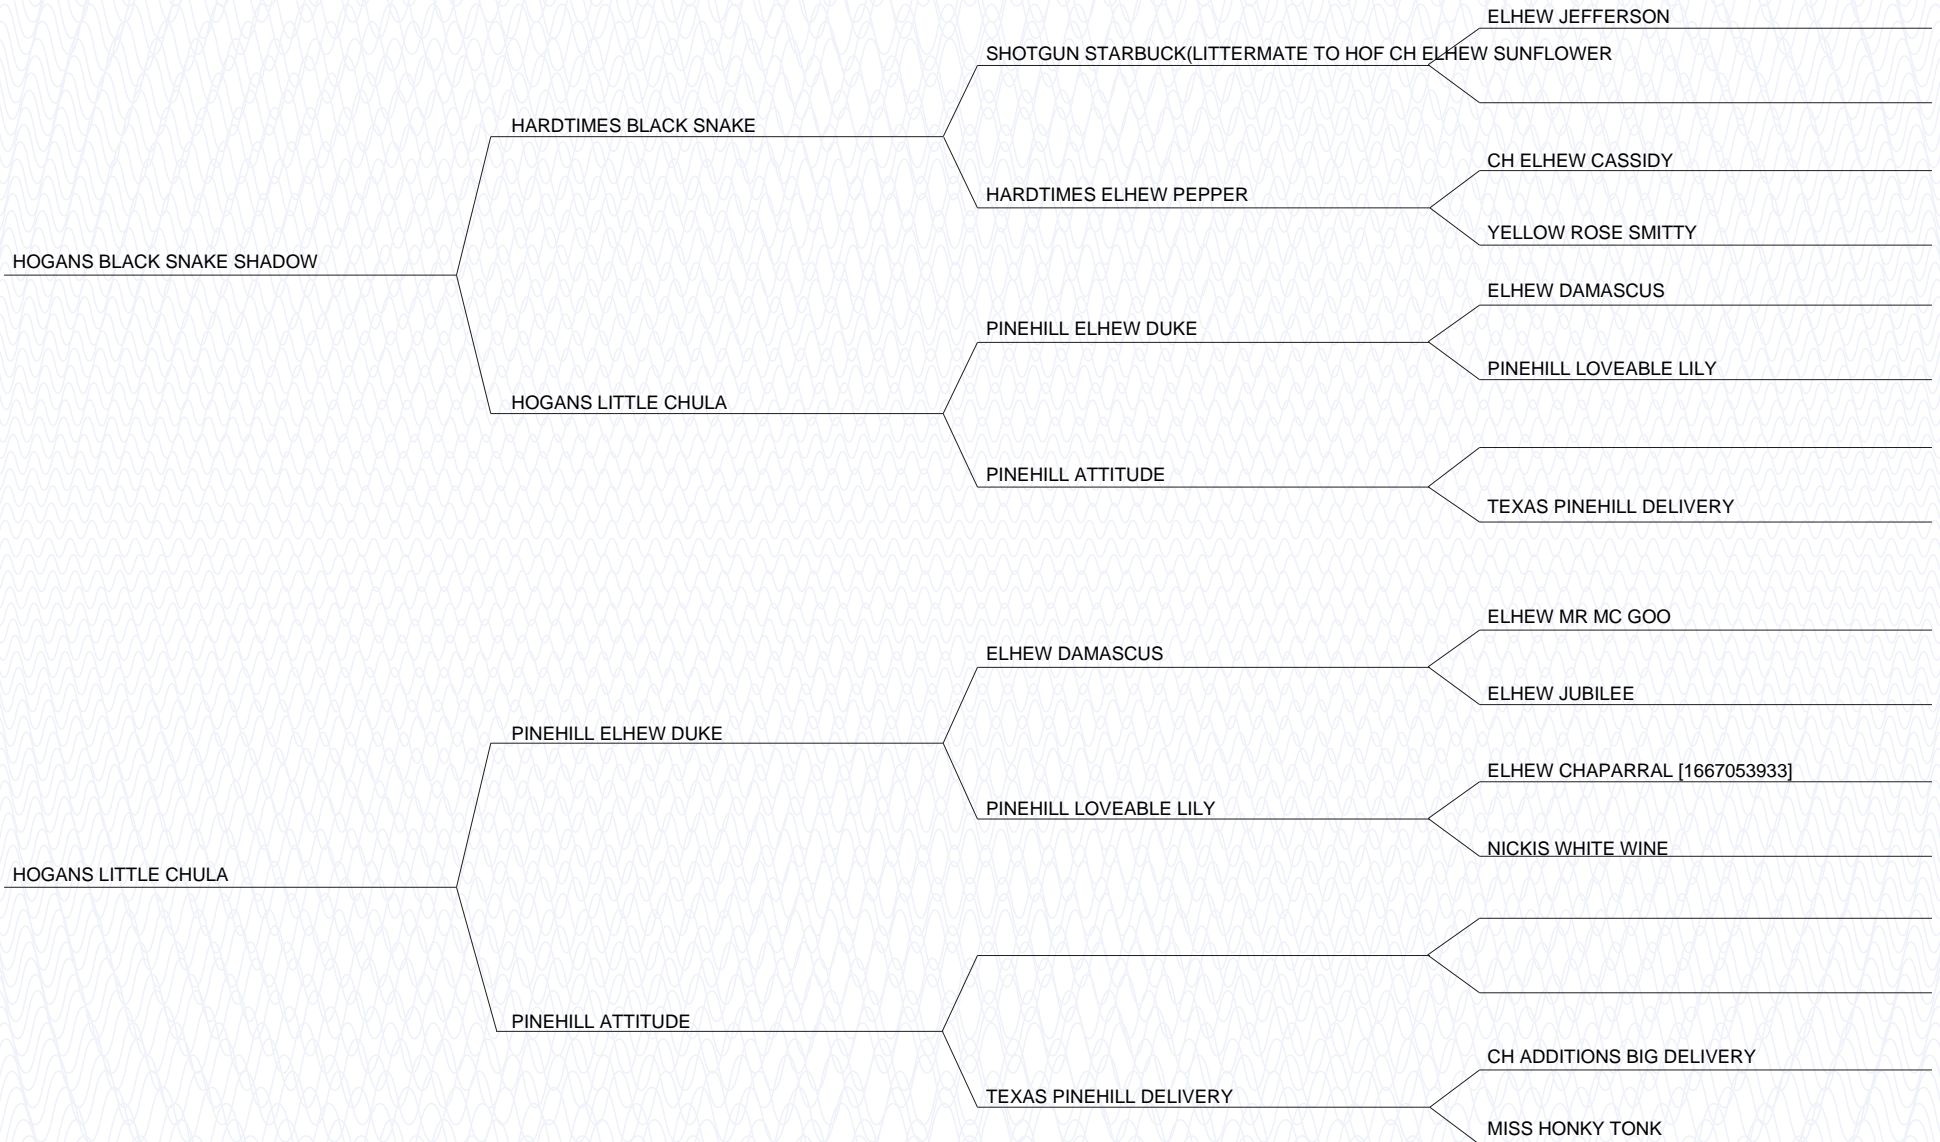 ELHEW JEFFERSON
SHOTGUN STARBUCK(LITTERMATE TO HOF CH ELHEW SUNFLOWER
HARDTIMES BLACK SNAKE
CH ELHEW CASSIDY
HARDTIMES ELHEW PEPPER
YELLOW ROSE SMITTY
HOGANS BLACK SNAKE SHADOW
ELHEW DAMASCUS
PINEHILL ELHEW DUKE
PINEHILL LOVEABLE LILY
HOGANS LITTLE CHULA
PINEHILL ATTITUDE
TEXAS PINEHILL DELIVERY
ELHEW MR MC GOO
ELHEW DAMASCUS
ELHEW JUBILEE
PINEHILL ELHEW DUKE
ELHEW CHAPARRAL [1667053933]
PINEHILL LOVEABLE LILY
NICKIS WHITE WINE
HOGANS LITTLE CHULA
PINEHILL ATTITUDE
CH ADDITIONS BIG DELIVERY
TEXAS PINEHILL DELIVERY
MISS HONKY TONK